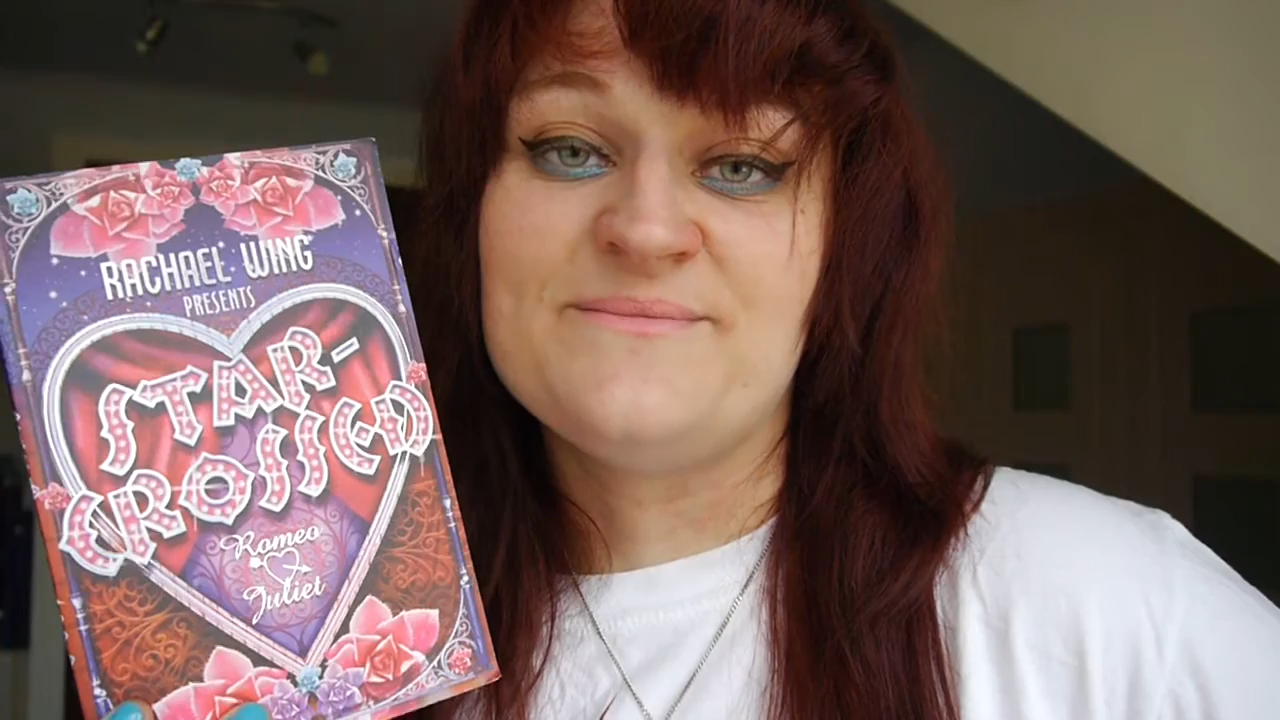 RACHAEL WING
PRESENTS
STAR-
CROSSED
Romeo
Juliet